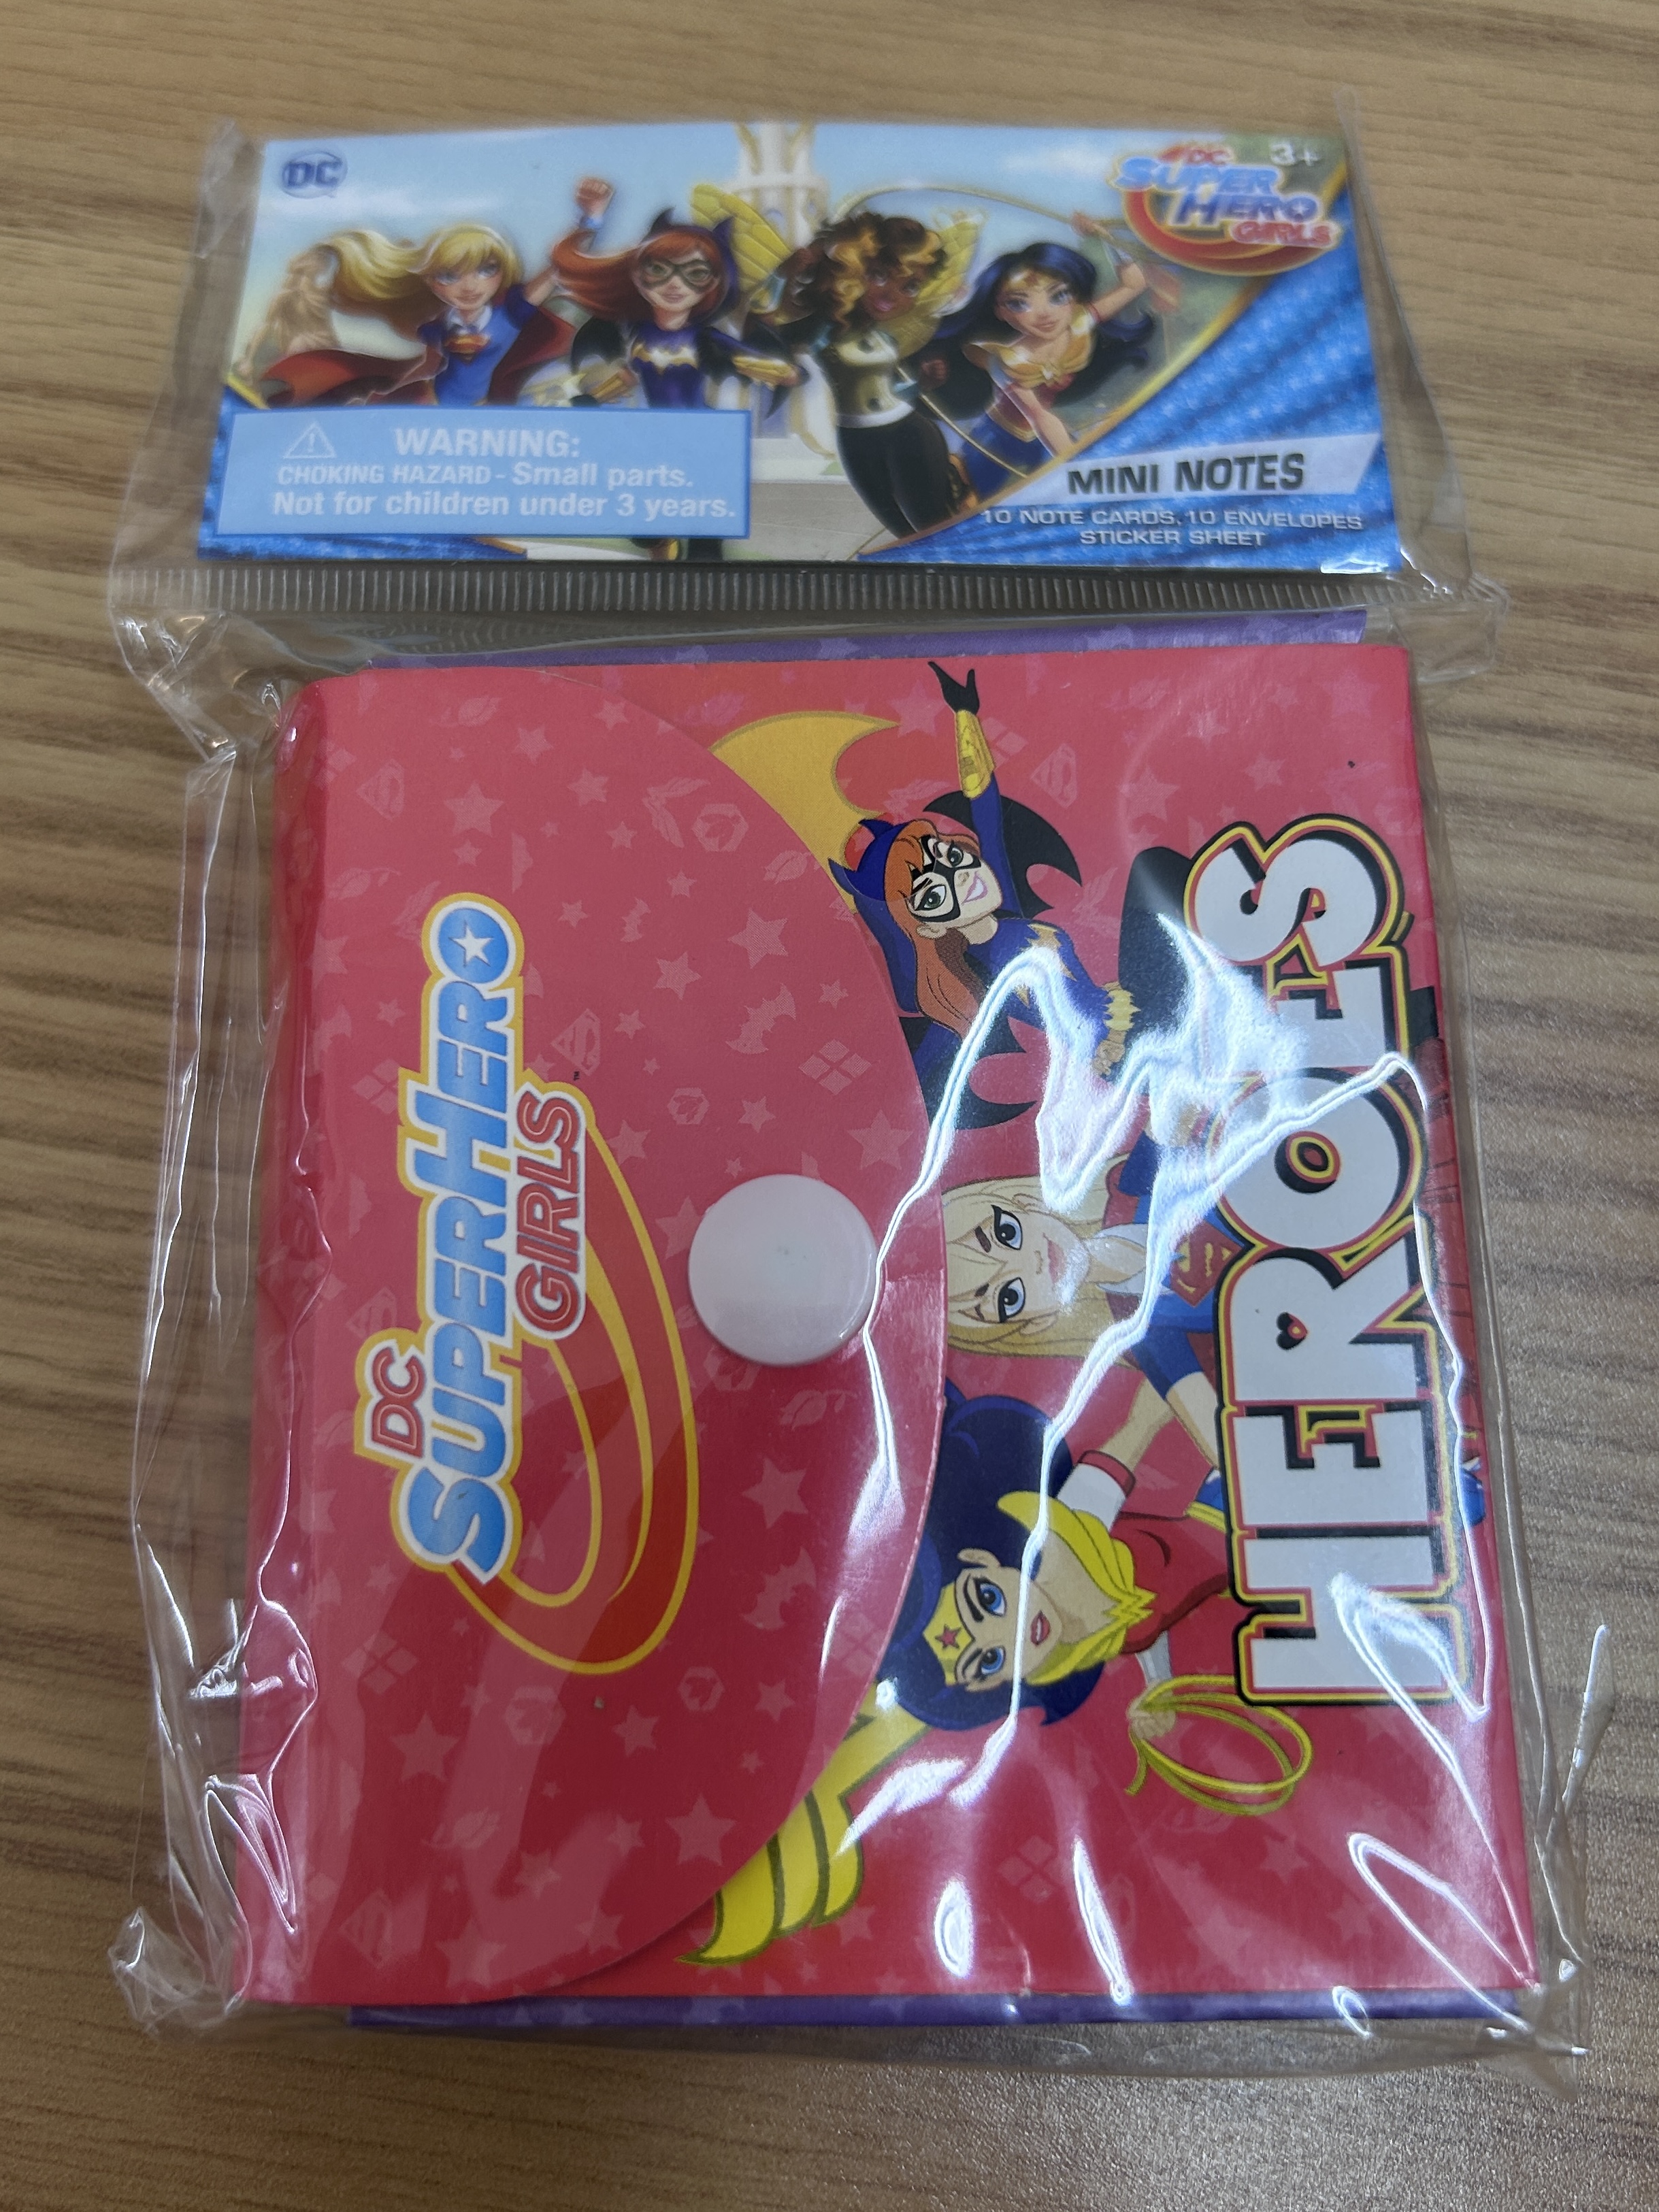 DC
3+
DC
SUPER
HERO
GIRLS
WARNING:
CHOKING HAZARD - Small parts.
Not for children under 3 years.
MINI NOTES
10 NOTE CARDS, 10 ENVELOPES
STICKER SHEET
DC
SUPERHERO
GIRLS™
HEROES